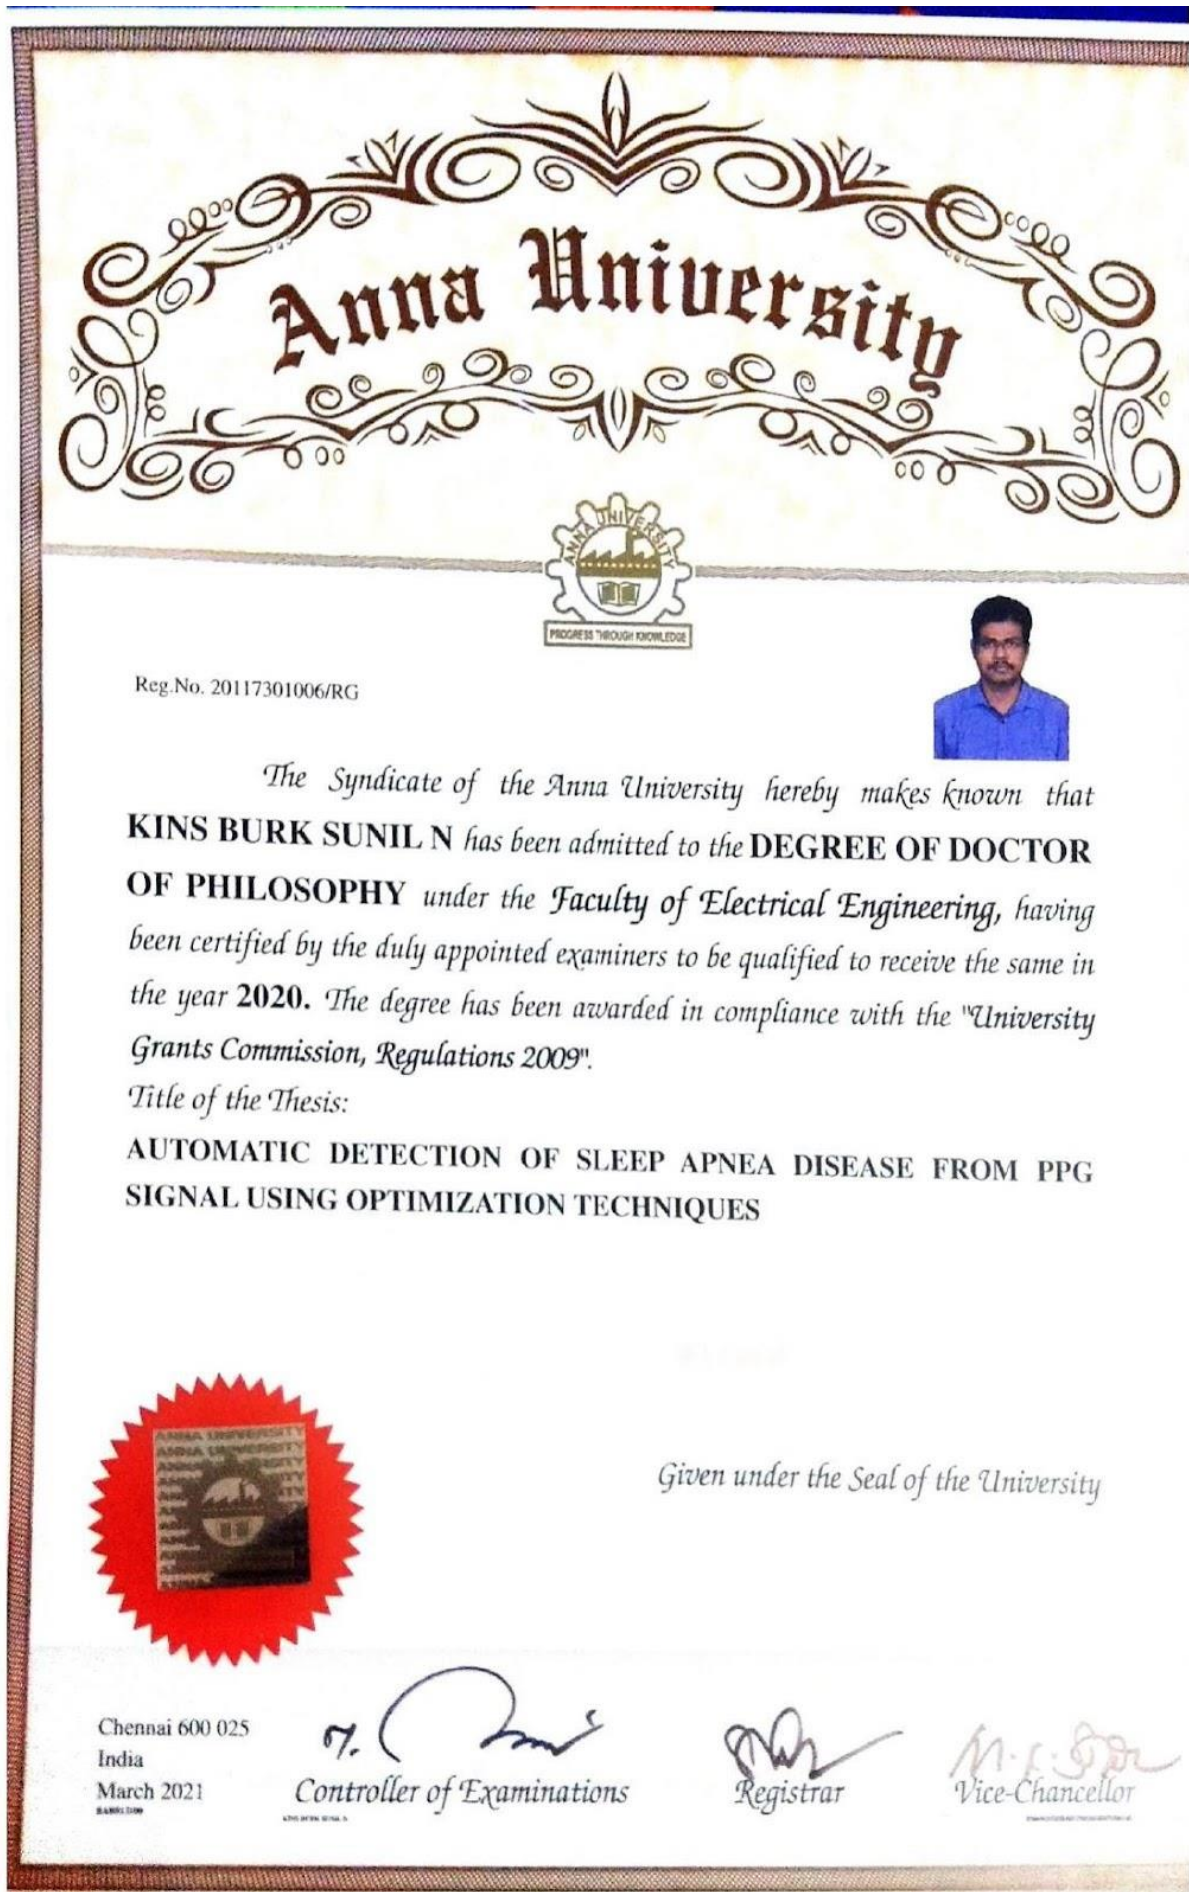 Anna University
ANNA UNIVERSITY
PROGRESS THROUGH KNOWLEDGE
Reg.No. 20117301006/RG
The Syndicate of the Anna University hereby makes known that
KINS BURK SUNIL N has been admitted to the DEGREE OF DOCTOR
OF PHILOSOPHY under the Faculty of Electrical Engineering, having
been certified by the duly appointed examiners to be qualified to receive the same in
the year 2020. The degree has been awarded in compliance with the "University
Grants Commission, Regulations 2009".
Title of the Thesis:
AUTOMATIC DETECTION OF SLEEP APNEA DISEASE FROM PPG
SIGNAL USING OPTIMIZATION TECHNIQUES
ANNA UNIVERSITY
ANNA UNIVERSITY
Given under the Seal of the University
Chennai 600 025
India
March 2021
Controller of Examinations
Registrar
Vice-Chancellor